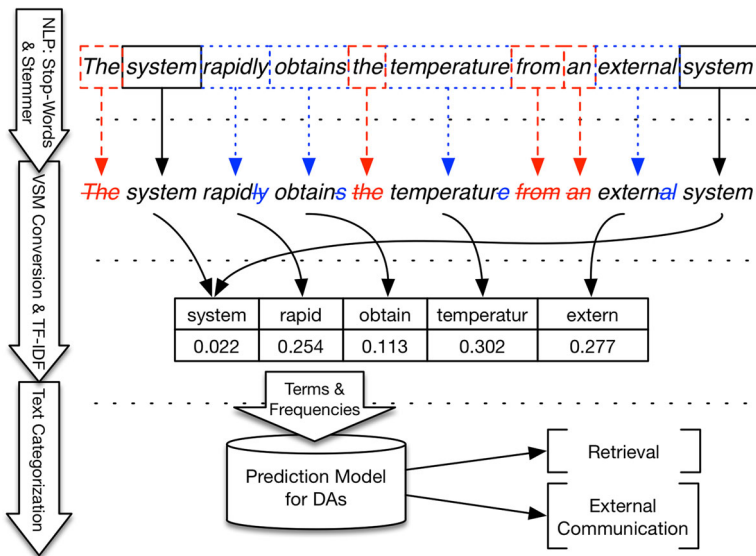 NLP: Stop-Words
& Stemmer
The system rapidly obtains the temperature from an external system
The system rapidly obtains the temperature from an external system
VSM Conversion & TF-IDF
system rapid obtain temperatur extern
0.022 0.254 0.113 0.302 0.277
Terms &
Frequencies
Text Categorization
Prediction Model
for DAs
Retrieval
External
Communication